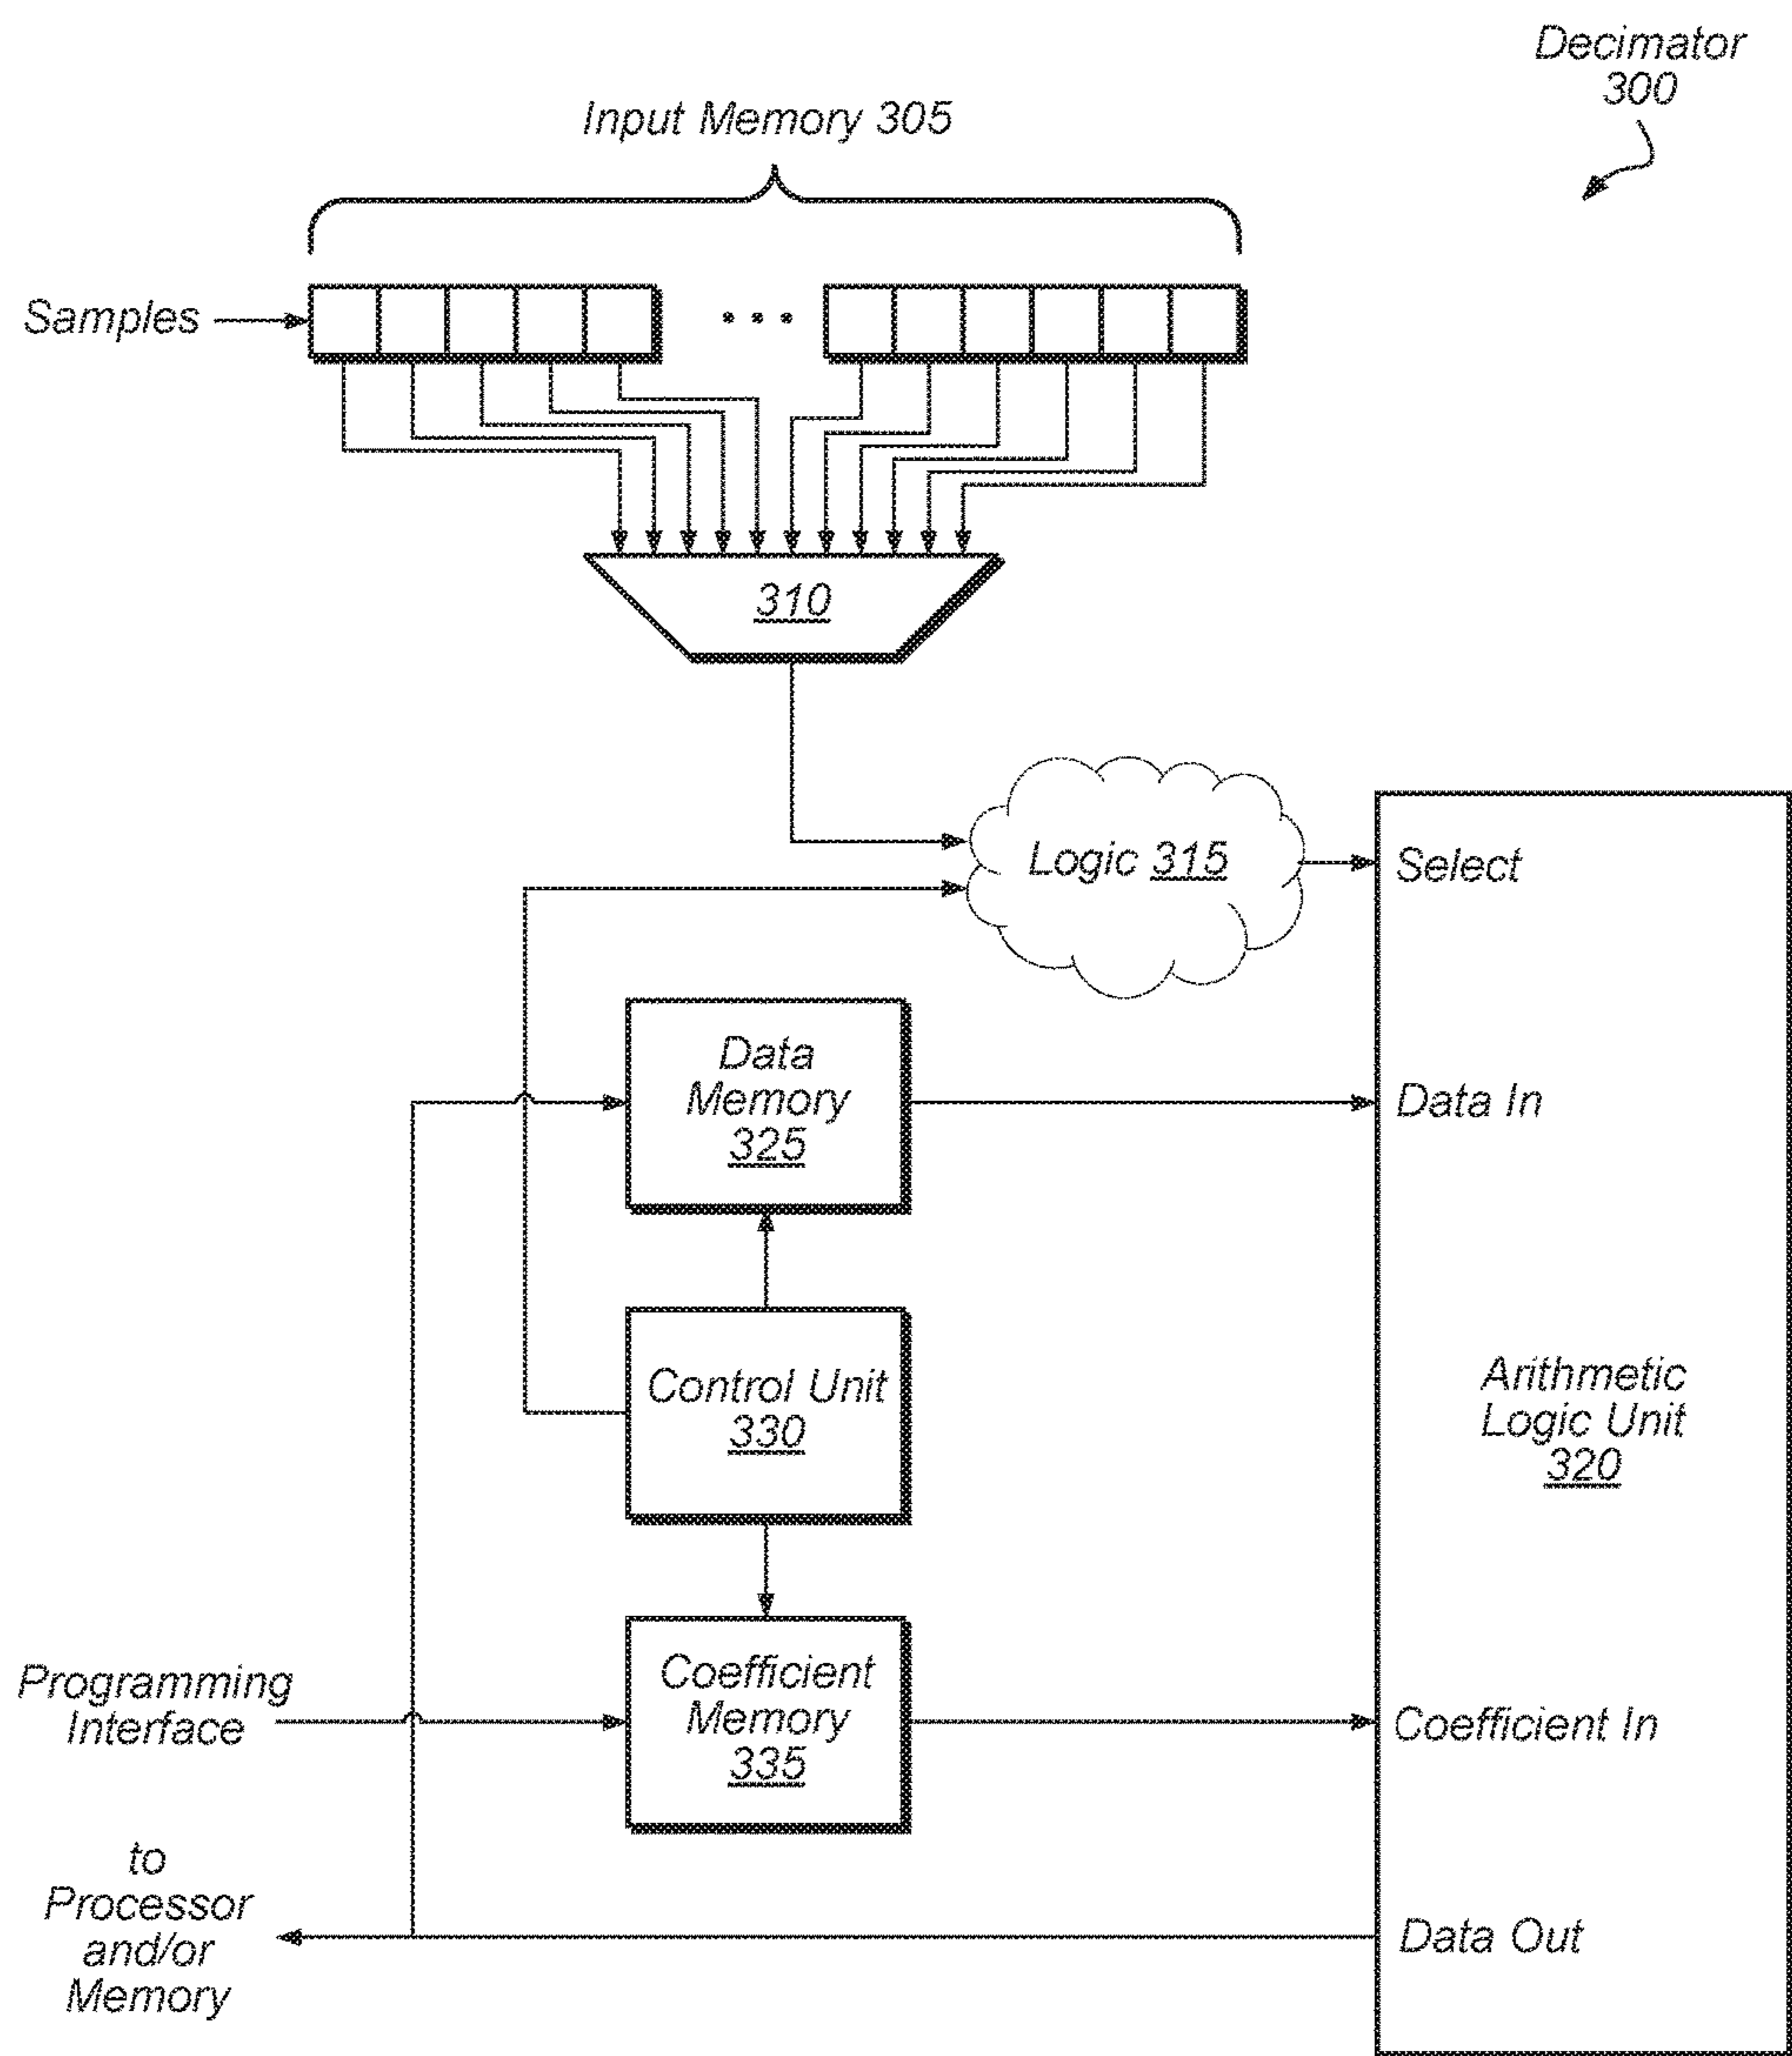 Decimator
300
Input Memory 305
Samples
310
Logic 315
Select
Data
Memory
325
Data In
Control Unit
330
Arithmetic
Logic Unit
320
Programming
Interface
Coefficient
Memory
335
Coefficient In
to
Processor
and/or
Memory
Data Out